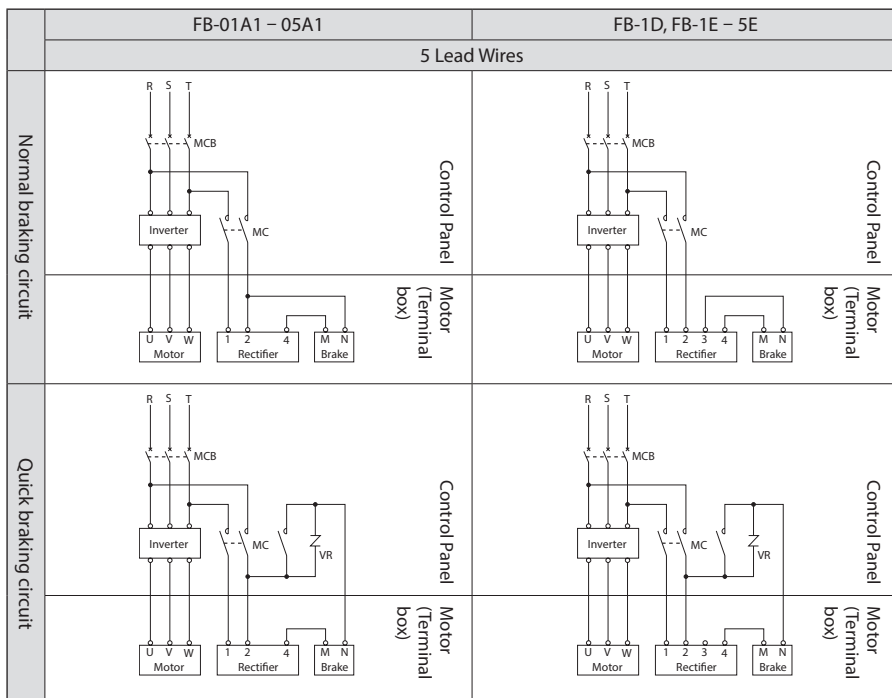 FB-01A1 – 05A1
FB-1D, FB-1E – 5E
5 Lead Wires
Normal braking circuit
R S T
MCB
Inverter
MC
Control Panel
Motor
(Terminal
box)
U V W
Motor
1 2 4
Rectifier
M N
Brake
R S T
MCB
Inverter
MC
Control Panel
Motor
(Terminal
box)
U V W
Motor
1 2 3 4
Rectifier
M N
Brake
Quick braking circuit
R S T
MCB
Inverter
MC
VR
Control Panel
Motor
(Terminal
box)
U V W
Motor
1 2 4
Rectifier
M N
Brake
R S T
MCB
Inverter
MC
VR
Control Panel
Motor
(Terminal
box)
U V W
Motor
1 2 3 4
Rectifier
M N
Brake